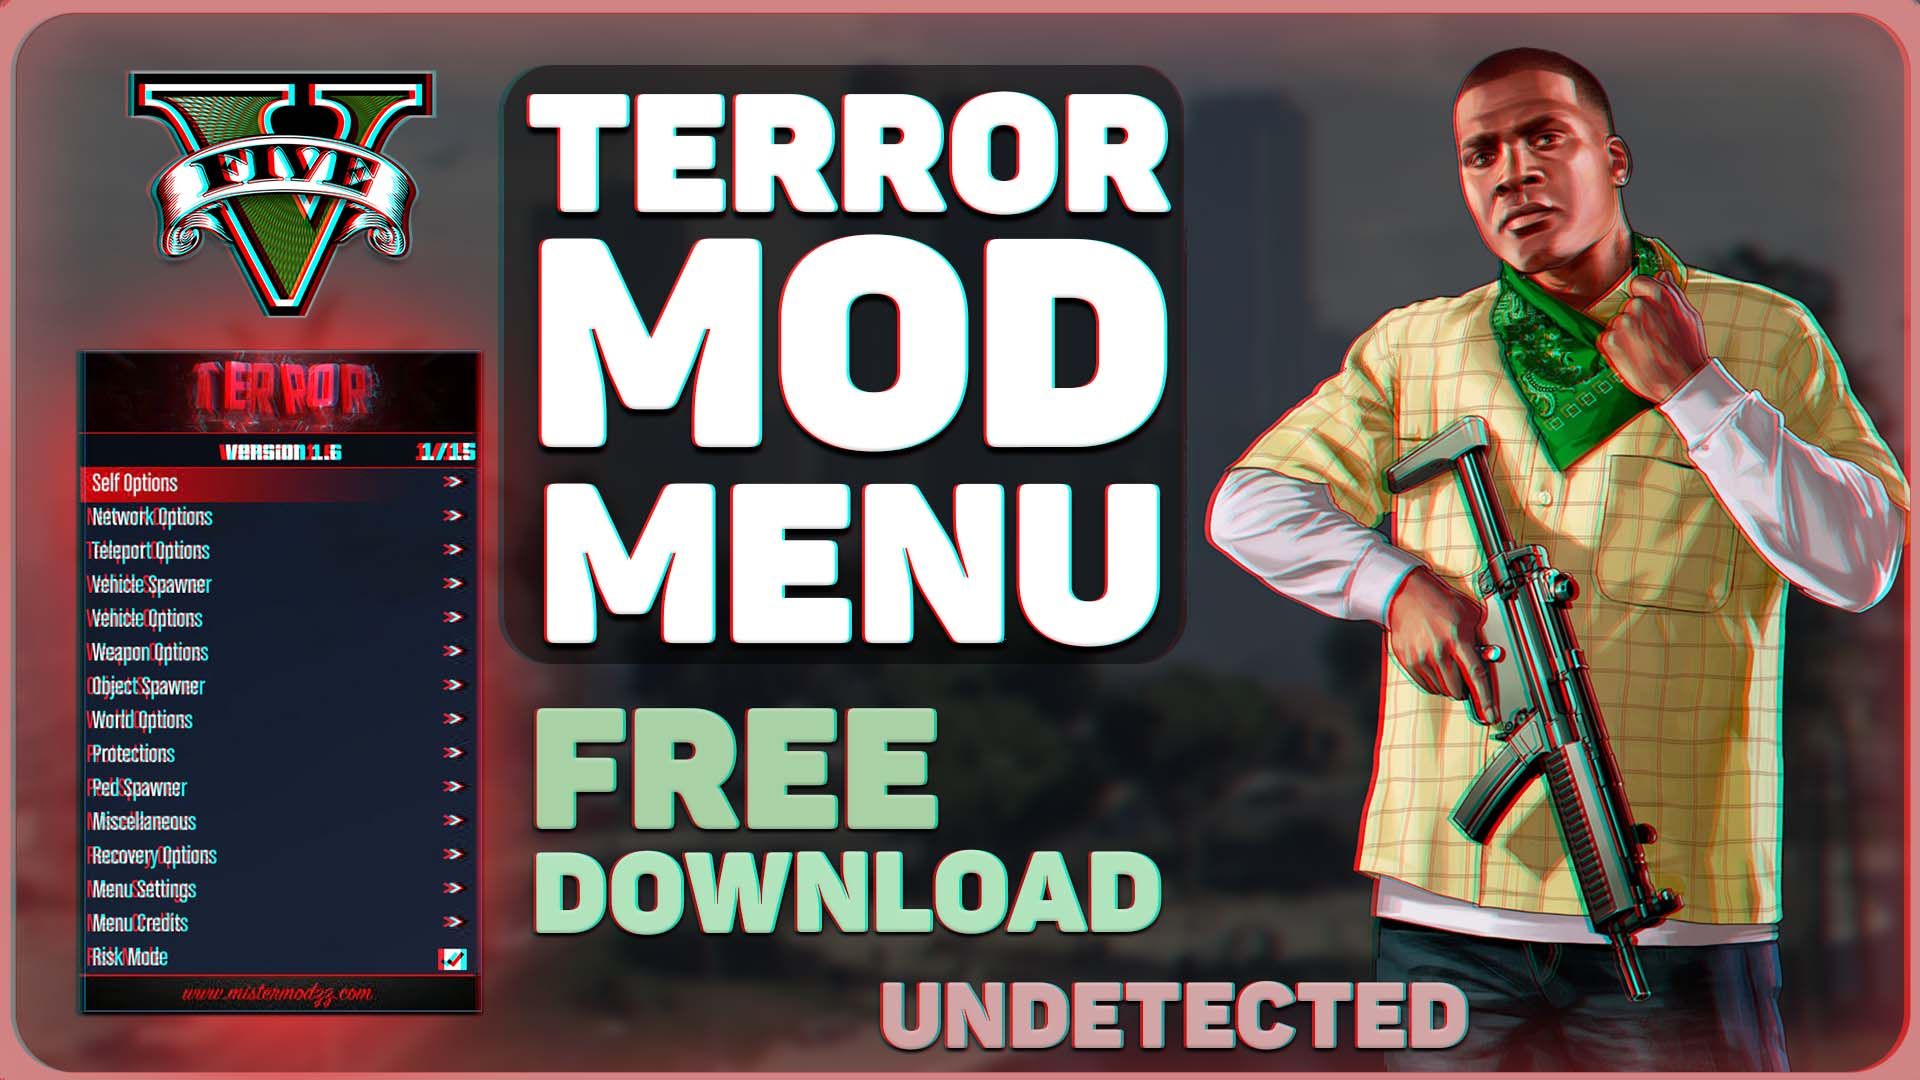 FIVE
TERROR
VERSION 1.6 1/15
Self Options
Network Options
Teleport Options
Vehicle Spawner
Vehicle Options
Weapon Options
Object Spawner
World Options
Protections
Ped Spawner
Miscellaneous
Recovery Options
Menu Settings
Menu Credits
Risk Mode
www.mistermodzz.com
TERROR
MOD
MENU
FREE
DOWNLOAD
UNDETECTED